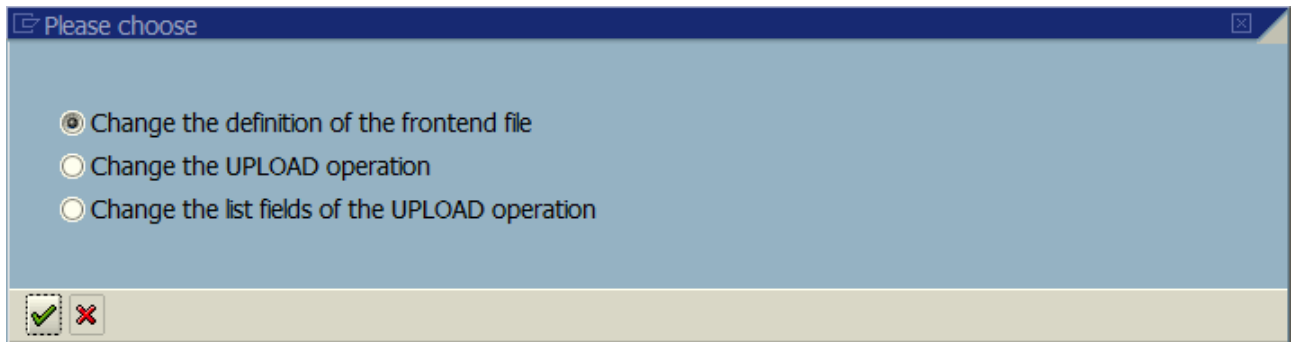 Please choose
Change the definition of the frontend file
Change the UPLOAD operation
Change the list fields of the UPLOAD operation